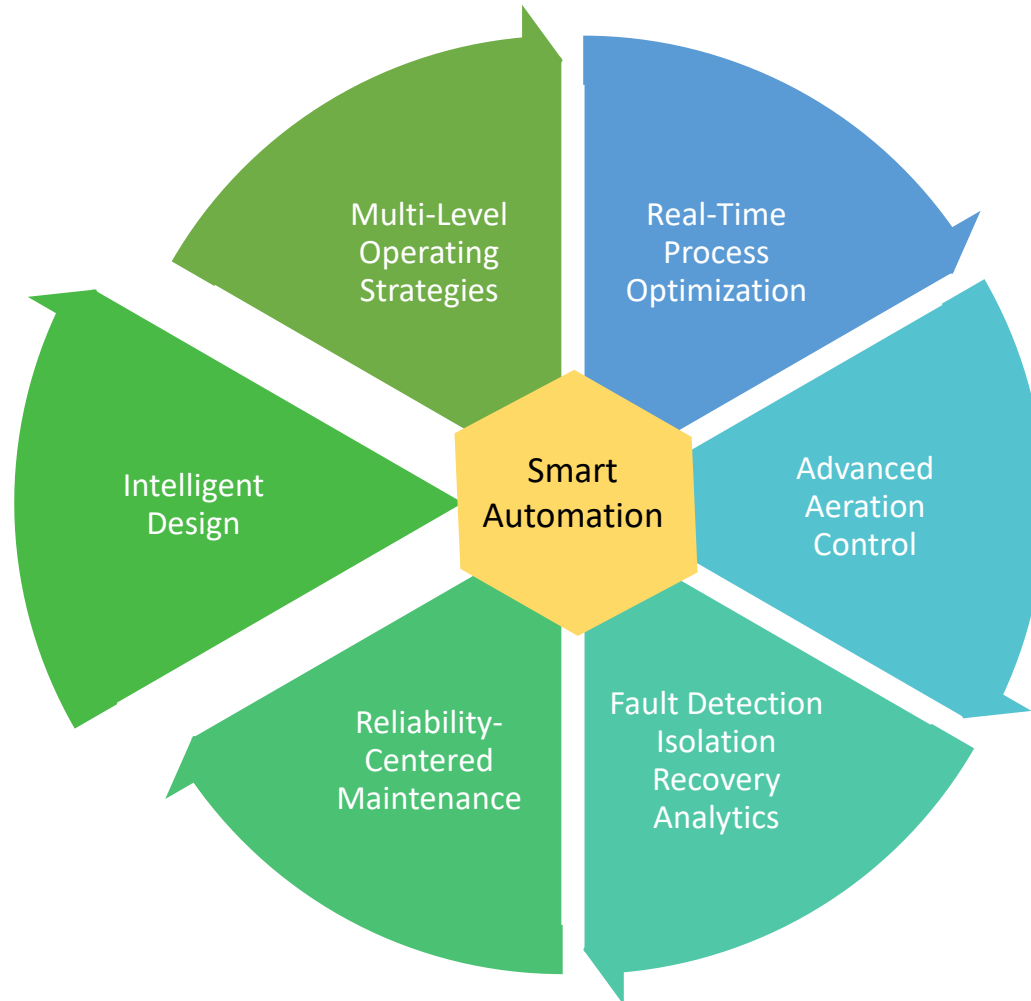 Multi-Level
Operating
Strategies
Real-Time
Process
Optimization
Advanced
Aeration
Control
Fault Detection
Isolation
Recovery
Analytics
Reliability-
Centered
Maintenance
Intelligent
Design
Smart
Automation